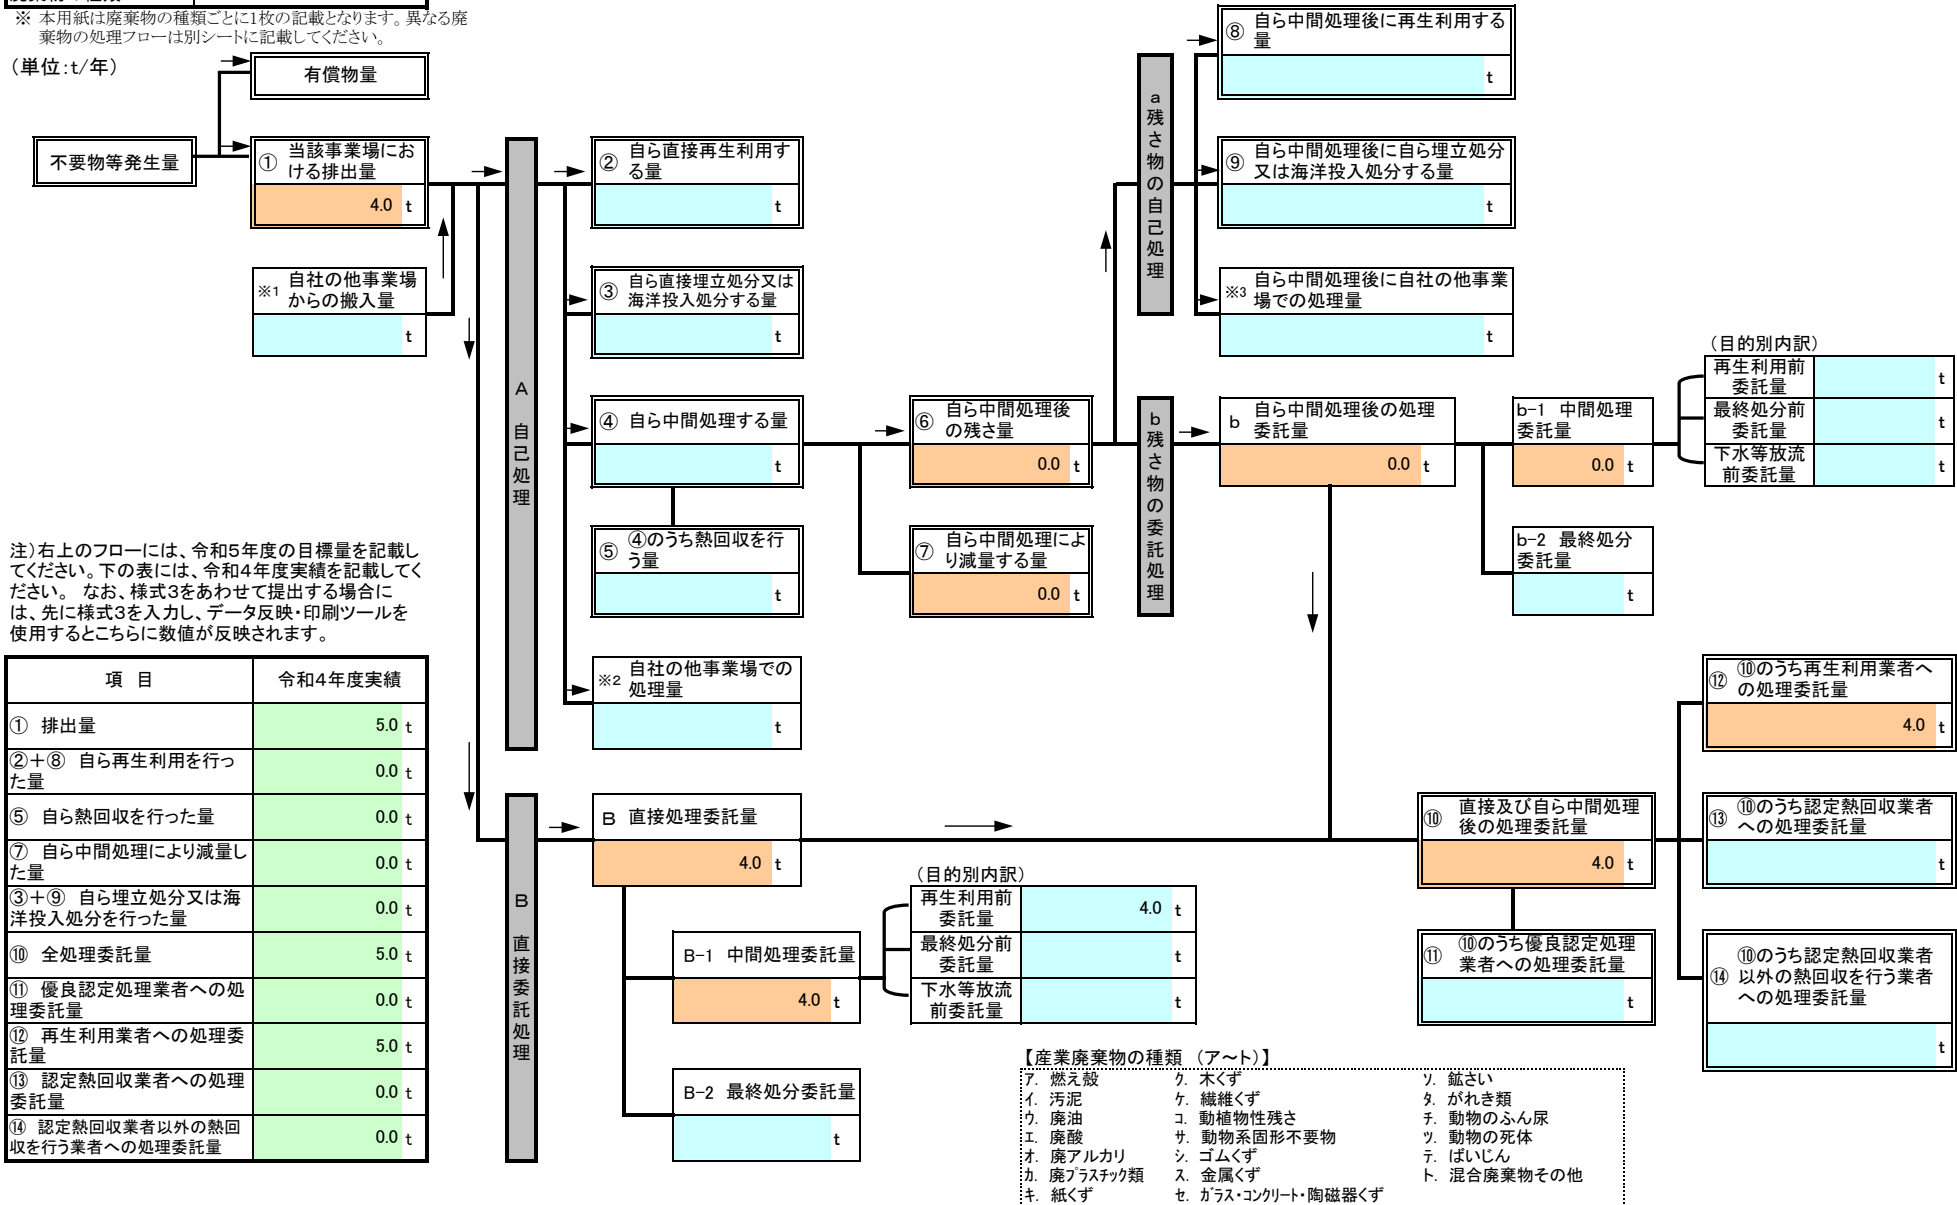 ※ 本用紙は廃棄物の種類ごとに1枚の記載となります。異なる廃
棄物の処理フローは別シートに記載してください。
（単位:t/年）
有償物量
不要物等発生量
① 当該事業場にお
ける排出量
4.0 t
※1 自社の他事業場
からの搬入量
t
A 自己処理
② 自ら直接再生利用す
る量
t
③ 自ら直接埋立処分又は
海洋投入処分する量
t
④ 自ら中間処理する量
t
⑤ ④のうち熱回収を行
う量
t
※2 自社の他事業場での
処理量
t
⑥ 自ら中間処理後
の残さ量
0.0 t
⑦ 自ら中間処理によ
り減量する量
0.0 t
a残さ物の自己処理
⑧ 自ら中間処理後に再生利用する
量
t
⑨ 自ら中間処理後に自ら埋立処分
又は海洋投入処分する量
t
※3 自ら中間処理後に自社の他事業
場での処理量
t
b残さ物の委託処理
b 自ら中間処理後の処理
委託量
0.0 t
b-1 中間処理
委託量
0.0 t
b-2 最終処分
委託量
t
（目的別内訳）
再生利用前
委託量
t
最終処分前
委託量
t
下水等放流
前委託量
t
注）右上のフローには、令和5年度の目標量を記載し
てください。下の表には、令和4年度実績を記載してく
ださい。 なお、様式3をあわせて提出する場合に
は、先に様式3を入力し、データ反映・印刷ツールを
使用するとこちらに数値が反映されます。
項 目 令和4年度実績
① 排出量 5.0 t
②＋⑧ 自ら再生利用を行っ
た量
0.0 t
⑤ 自ら熱回収を行った量 0.0 t
⑦ 自ら中間処理により減量し
た量
0.0 t
③＋⑨ 自ら埋立処分又は海
洋投入処分を行った量
0.0 t
⑩ 全処理委託量 5.0 t
⑪ 優良認定処理業者への処
理委託量
0.0 t
⑫ 再生利用業者への処理委
託量
5.0 t
⑬ 認定熱回収業者への処理
委託量
0.0 t
⑭ 認定熱回収業者以外の熱回
収を行う業者への処理委託量
0.0 t
B 直接委託処理
B 直接処理委託量
4.0 t
B-1 中間処理委託量
4.0 t
B-2 最終処分委託量
t
（目的別内訳）
再生利用前
委託量
4.0 t
最終処分前
委託量
t
下水等放流
前委託量
t
⑩ 直接及び自ら中間処理
後の処理委託量
4.0 t
⑪ ⑩のうち優良認定処理
業者への処理委託量
t
⑫ ⑩のうち再生利用業者へ
の処理委託量
4.0 t
⑬ ⑩のうち認定熱回収業者
への処理委託量
t
⑭ ⑩のうち認定熱回収業者
以外の熱回収を行う業者
への処理委託量
t
【産業廃棄物の種類 （ア～ト）】
ｱ. 燃え殻 ｸ. 木くず ｿ. 鉱さい
ｲ. 汚泥 ｹ. 繊維くず ﾀ. がれき類
ｳ. 廃油 ｺ. 動植物性残さ ﾁ. 動物のふん尿
ｴ. 廃酸 ｻ. 動物系固形不要物 ﾂ. 動物の死体
ｵ. 廃アルカリ ｼ. ゴムくず ﾃ. ばいじん
ｶ. 廃ﾌﾟﾗｽﾁｯｸ類 ｽ. 金属くず ﾄ. 混合廃棄物その他
ｷ. 紙くず ｾ. ｶﾞﾗｽ・ｺﾝｸﾘｰﾄ・陶磁器くず